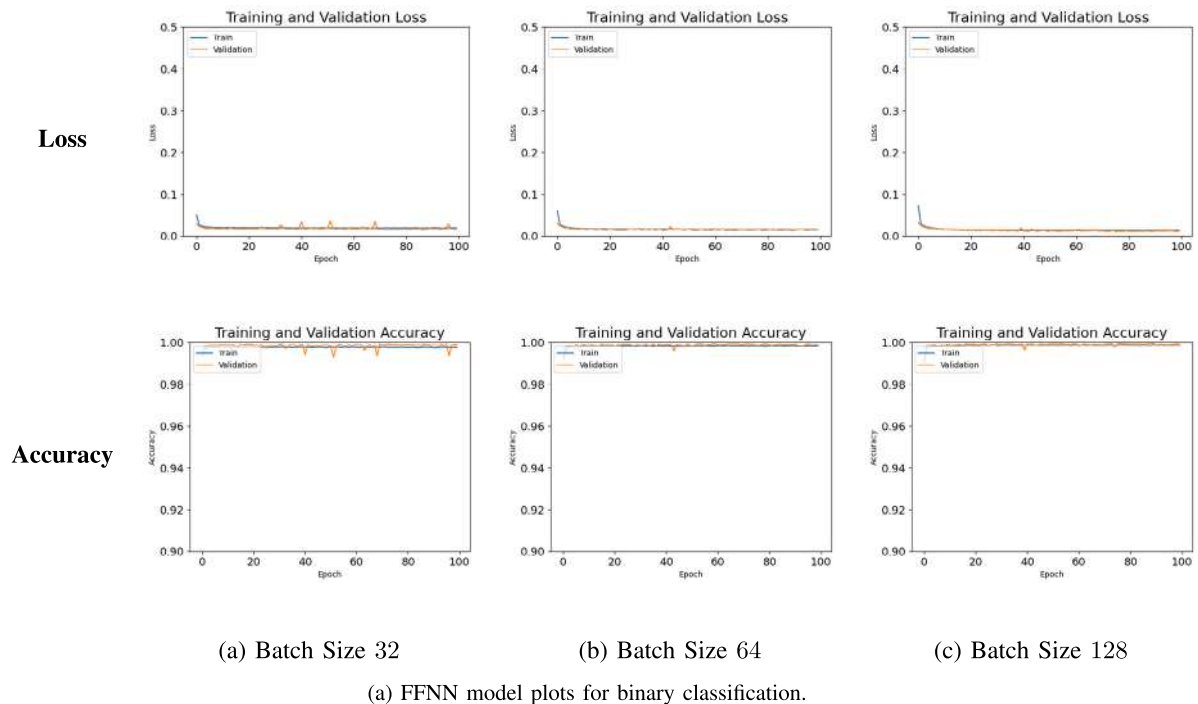 Training and Validation Loss
Train
Validation
0.5
0.4
0.3
0.2
0.1
0.0
Loss
0 20 40 60 80 100
Epoch
Training and Validation Loss
Train
Validation
0.5
0.4
0.3
0.2
0.1
0.0
Loss
0 20 40 60 80 100
Epoch
Training and Validation Loss
Train
Validation
0.5
0.4
0.3
0.2
0.1
0.0
Loss
0 20 40 60 80 100
Epoch
Loss
Training and Validation Accuracy
Train
Validation
1.00
0.98
0.96
0.94
0.92
0.90
Accuracy
0 20 40 60 80 100
Epoch
Training and Validation Accuracy
Train
Validation
1.00
0.98
0.96
0.94
0.92
0.90
Accuracy
0 20 40 60 80 100
Epoch
Training and Validation Accuracy
Train
Validation
1.00
0.98
0.96
0.94
0.92
0.90
Accuracy
0 20 40 60 80 100
Epoch
Accuracy
(a) Batch Size 32
(b) Batch Size 64
(c) Batch Size 128
(a) FFNN model plots for binary classification.